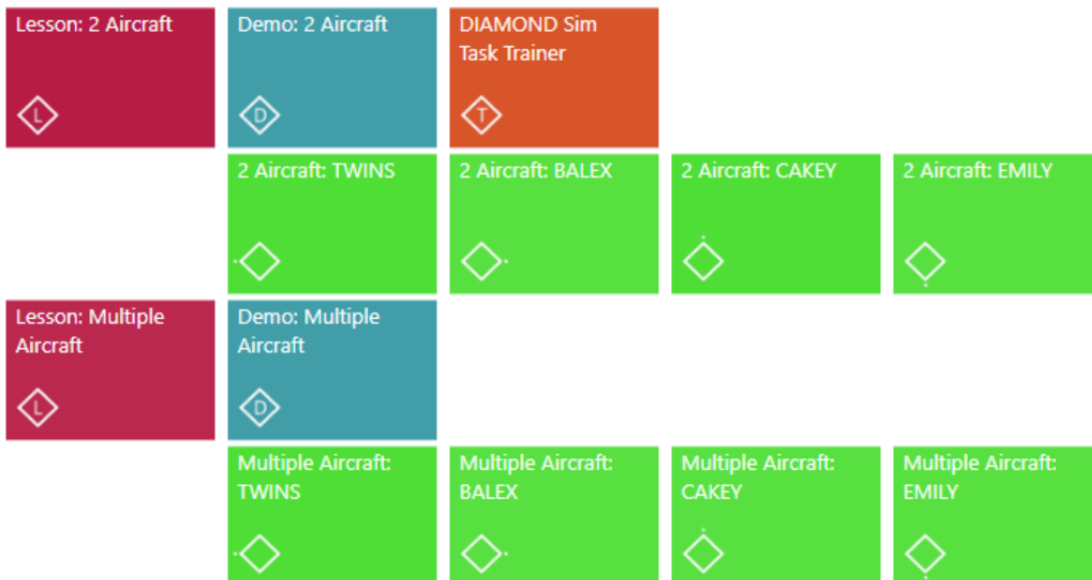 Lesson: 2 Aircraft
L
Demo: 2 Aircraft
D
DIAMOND Sim
Task Trainer
T
2 Aircraft: TWINS
2 Aircraft: BALEX
2 Aircraft: CAKEY
2 Aircraft: EMILY
Lesson: Multiple
Aircraft
L
Demo: Multiple
Aircraft
D
Multiple Aircraft:
TWINS
Multiple Aircraft:
BALEX
Multiple Aircraft:
CAKEY
Multiple Aircraft:
EMILY